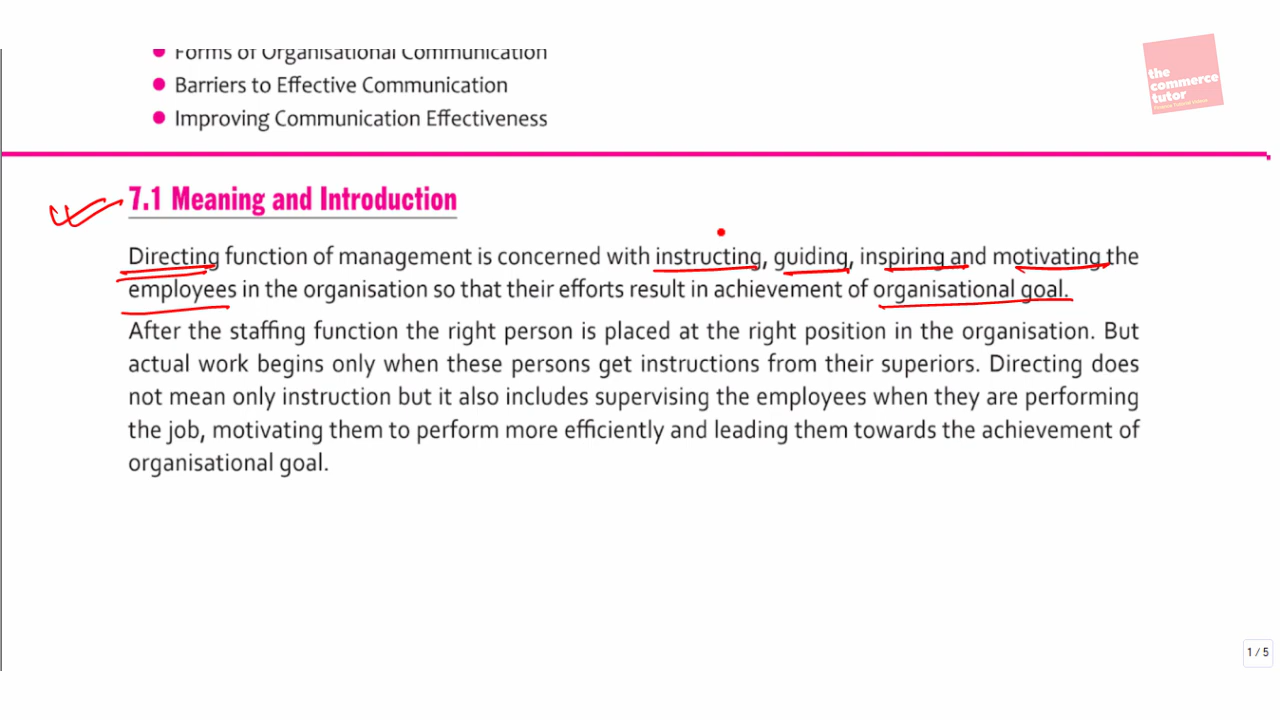 Forms of Organisational Communication
the
commerce
tutor
Barriers to Effective Communication
Improving Communication Effectiveness
7.1 Meaning and Introduction
Directing function of management is concerned with instructing, guiding, inspiring and motivating the
employees in the organisation so that their efforts result in achievement of organisational goal.
After the staffing function the right person is placed at the right position in the organisation. But
actual work begins only when these persons get instructions from their superiors. Directing does
not mean only instruction but it also includes supervising the employees when they are performing
the job, motivating them to perform more efficiently and leading them towards the achievement of
organisational goal.
1 / 5